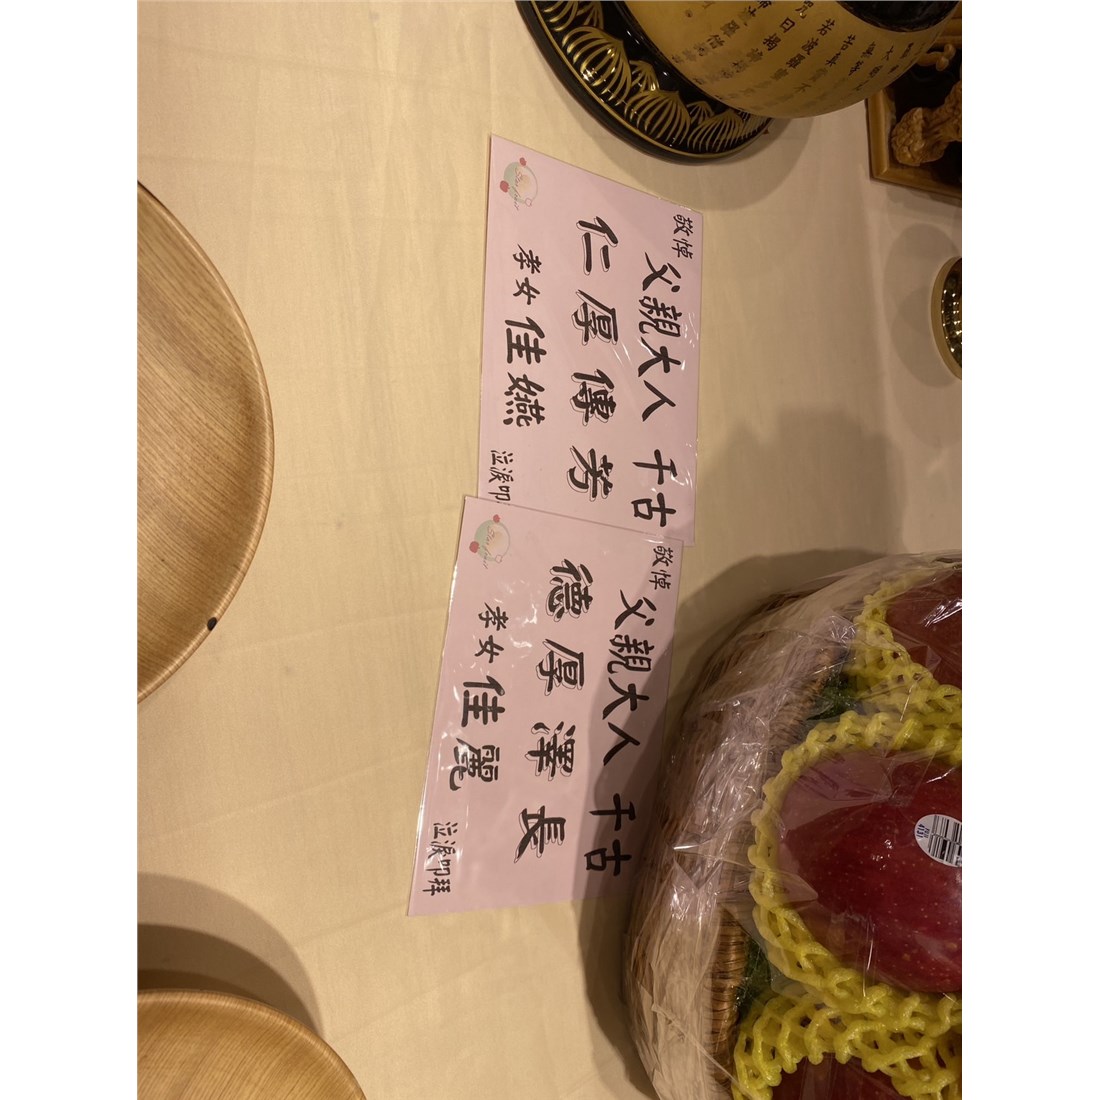 敬悼
父親大人 千古
仁厚傳芳
孝女 佳嬿 泣淚叩
敬悼
父親大人 千古
德厚澤長
孝女 佳麗 泣淚叩拜
4131